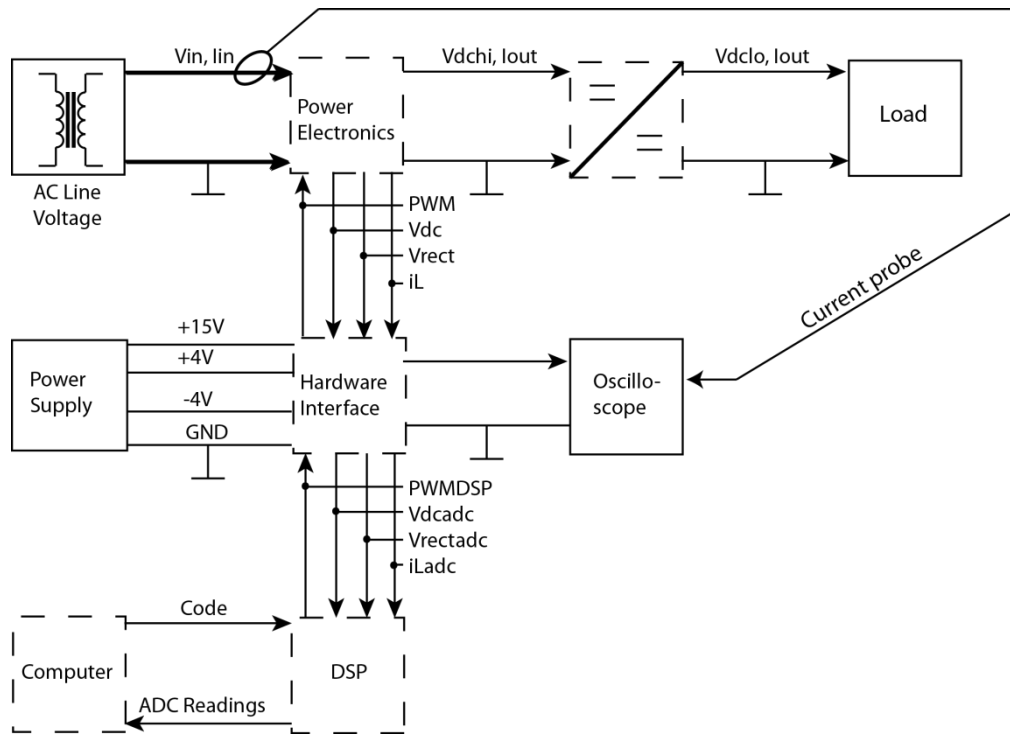 Vin, Iin
Vdchi, Iout
Vdclo, Iout
Power
Electronics
Load
AC Line
Voltage
PWM
Vdc
Vrect
iL
Current probe
+15V
+4V
-4V
GND
Power
Supply
Hardware
Interface
Oscillo-
scope
PWMDSP
Vdcadc
Vrectadc
iLadc
Code
Computer
DSP
ADC Readings